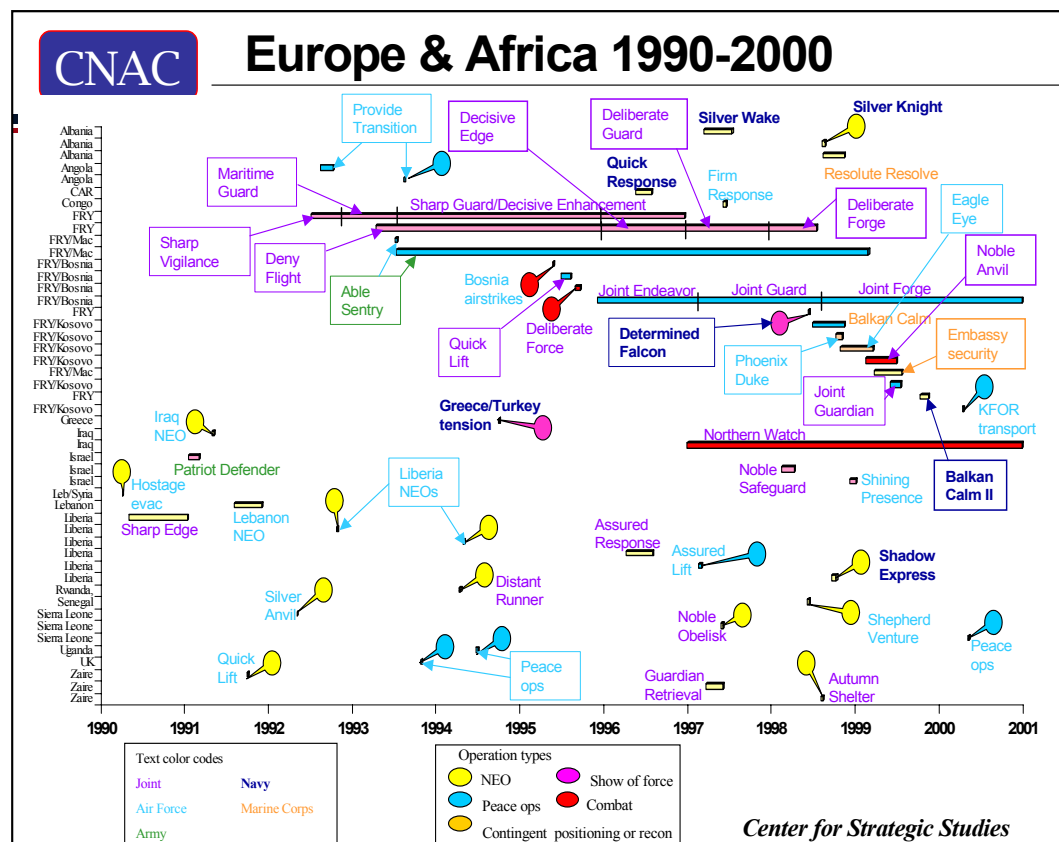 CNAC
Europe & Africa 1990-2000
Albania
Albania
Albania
Angola
Angola
CAR
Congo
FRY
FRY
FRY/Mac
FRY/Mac
FRY/Bosnia
FRY/Bosnia
FRY/Bosnia
FRY/Bosnia
FRY
FRY/Kosovo
FRY/Kosovo
FRY/Kosovo
FRY/Kosovo
FRY/Mac
FRY/Kosovo
FRY
FRY/Kosovo
Greece
Iraq
Iraq
Israel
Israel
Israel
Leb/Syria
Lebanon
Liberia
Liberia
Liberia
Liberia
Liberia
Liberia
Rwanda,
Senegal
Sierra Leone
Sierra Leone
Sierra Leone
Uganda
UK
Zaire
Zaire
Zaire
Provide
Transition
Decisive
Edge
Deliberate
Guard
Silver Wake
Silver Knight
Maritime
Guard
Quick
Response
Firm
Response
Resolute Resolve
Sharp Guard/Decisive Enhancement
Deliberate
Forge
Eagle
Eye
Sharp
Vigilance
Deny
Flight
Able
Sentry
Bosnia
airstrikes
Noble
Anvil
Joint Endeavor
Joint Guard
Joint Forge
Quick
Lift
Deliberate
Force
Determined
Falcon
Balkan Calm
Phoenix
Duke
Embassy
security
Joint
Guardian
KFOR
transport
Iraq
NEO
Greece/Turkey
tension
Northern Watch
Patriot Defender
Hostage
evac
Liberia
NEOs
Noble
Safeguard
Shining
Presence
Balkan
Calm II
Sharp Edge
Lebanon
NEO
Assured
Response
Assured
Lift
Shadow
Express
Silver
Anvil
Distant
Runner
Noble
Obelisk
Shepherd
Venture
Peace
ops
Quick
Lift
Peace
ops
Guardian
Retrieval
Autumn
Shelter
1990 1991 1992 1993 1994 1995 1996 1997 1998 1999 2000 2001
Text color codes
Joint
Navy
Air Force
Marine Corps
Army
Operation types
NEO
Show of force
Peace ops
Combat
Contingent positioning or recon
Center for Strategic Studies